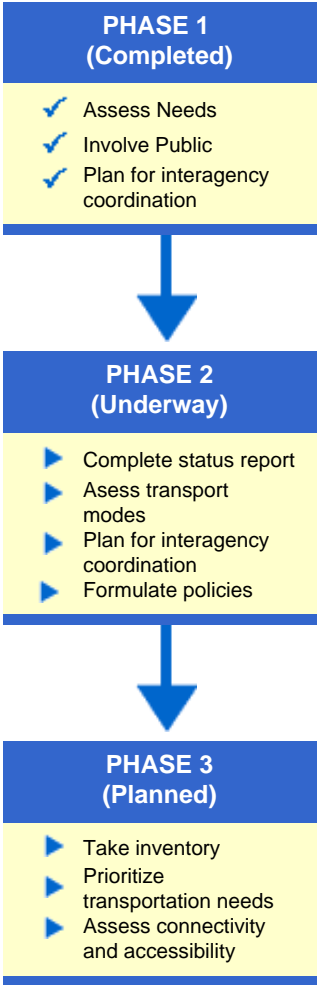 PHASE 1
(Completed)
Assess Needs
Involve Public
Plan for interagency
coordination
PHASE 2
(Underway)
Complete status report
Asess transport
modes
Plan for interagency
coordination
Formulate policies
PHASE 3
(Planned)
Take inventory
Prioritize
transportation needs
Assess connectivity
and accessibility